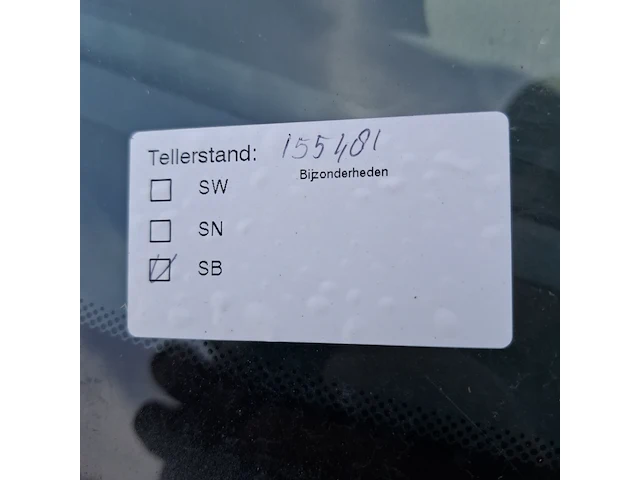 Tellerstand: 155481
Bijzonderheden
☐ SW
☐ SN
☑ SB